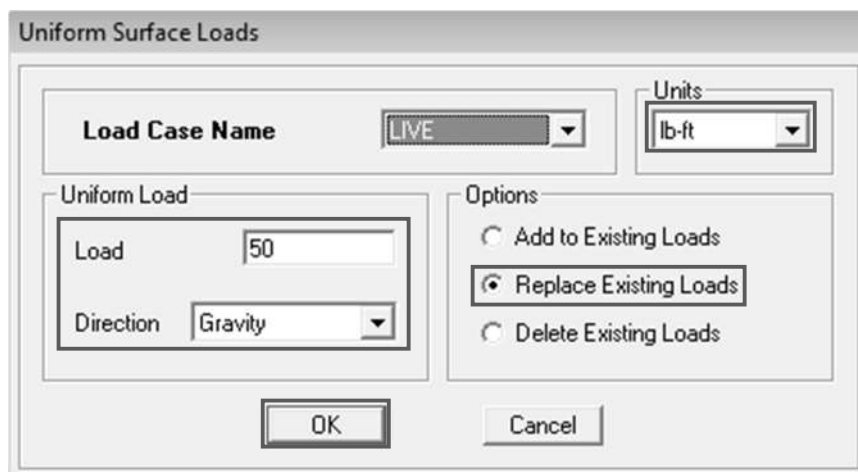 Uniform Surface Loads
Load Case Name LIVE
Units
lb-ft
Uniform Load
Load 50
Direction Gravity
Options
Add to Existing Loads
Replace Existing Loads
Delete Existing Loads
OK Cancel